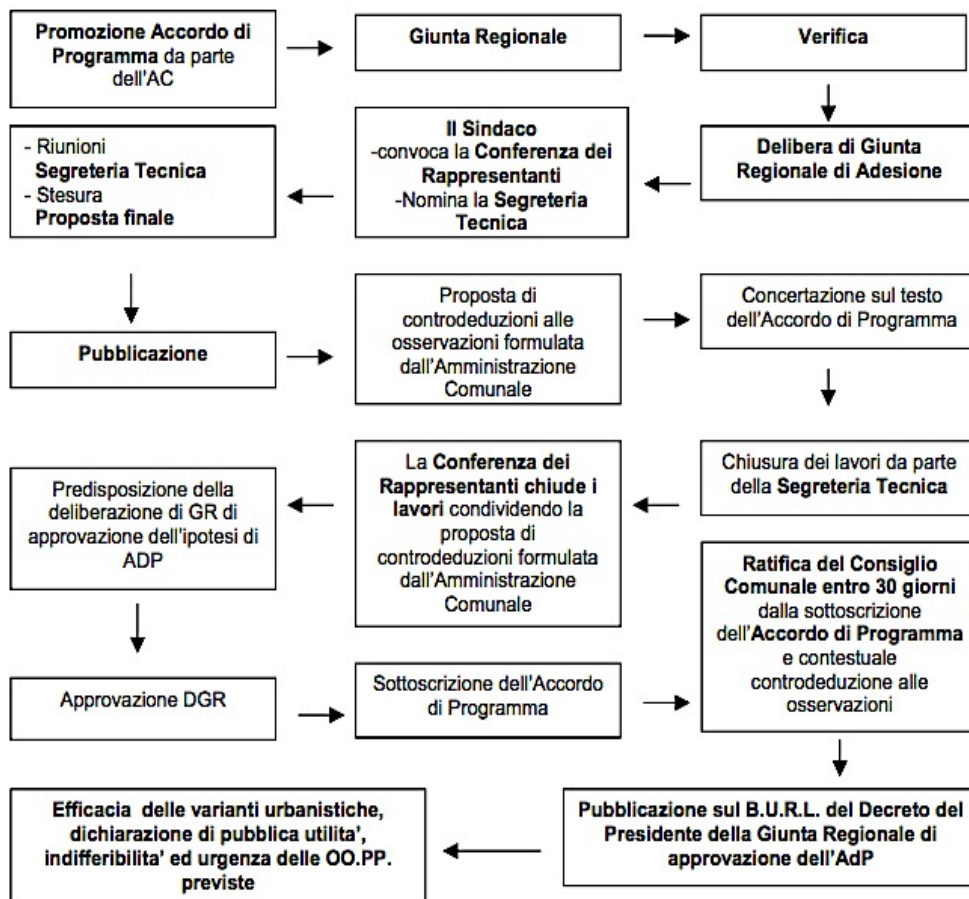 Promozione Accordo di
Programma da parte
dell'AC
Giunta Regionale
Verifica
- Riunioni
Segreteria Tecnica
- Stesura
Proposta finale
Il Sindaco
-convoca la Conferenza dei
Rappresentanti
-Nomina la Segreteria
Tecnica
Delibera di Giunta
Regionale di Adesione
Pubblicazione
Proposta di
controdeduzioni alle
osservazioni formulata
dall'Amministrazione
Comunale
Concertazione sul testo
dell'Accordo di Programma
Predisposizione della
deliberazione di GR di
approvazione dell'ipotesi di
ADP
La Conferenza dei
Rappresentanti chiude i
lavori condividendo la
proposta di
controdeduzioni formulata
dall'Amministrazione
Comunale
Chiusura dei lavori da parte
della Segreteria Tecnica
Ratifica del Consiglio
Comunale entro 30 giorni
dalla sottoscrizione
dell'Accordo di Programma
e contestuale
controdeduzione alle
osservazioni
Approvazione DGR
Sottoscrizione dell'Accordo
di Programma
Efficacia delle varianti urbanistiche,
dichiarazione di pubblica utilita',
indifferibilita' ed urgenza delle OO.PP.
previste
Pubblicazione sul B.U.R.L. del Decreto del
Presidente della Giunta Regionale di
approvazione dell'AdP